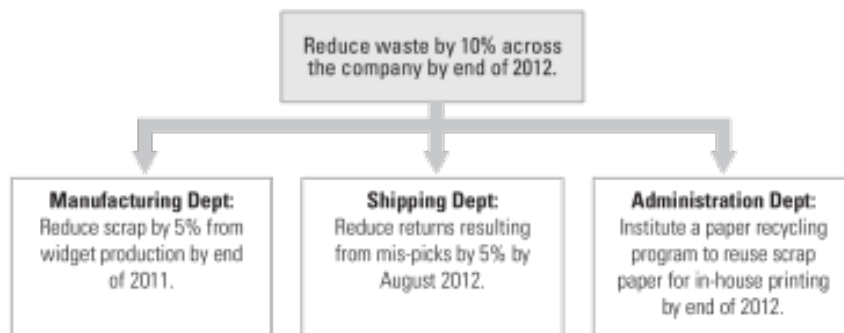 Reduce waste by 10% across
the company by end of 2012.
Manufacturing Dept:
Reduce scrap by 5% from
widget production by end
of 2011.
Shipping Dept:
Reduce returns resulting
from mis-picks by 5% by
August 2012.
Administration Dept:
Institute a paper recycling
program to reuse scrap
paper for in-house printing
by end of 2012.